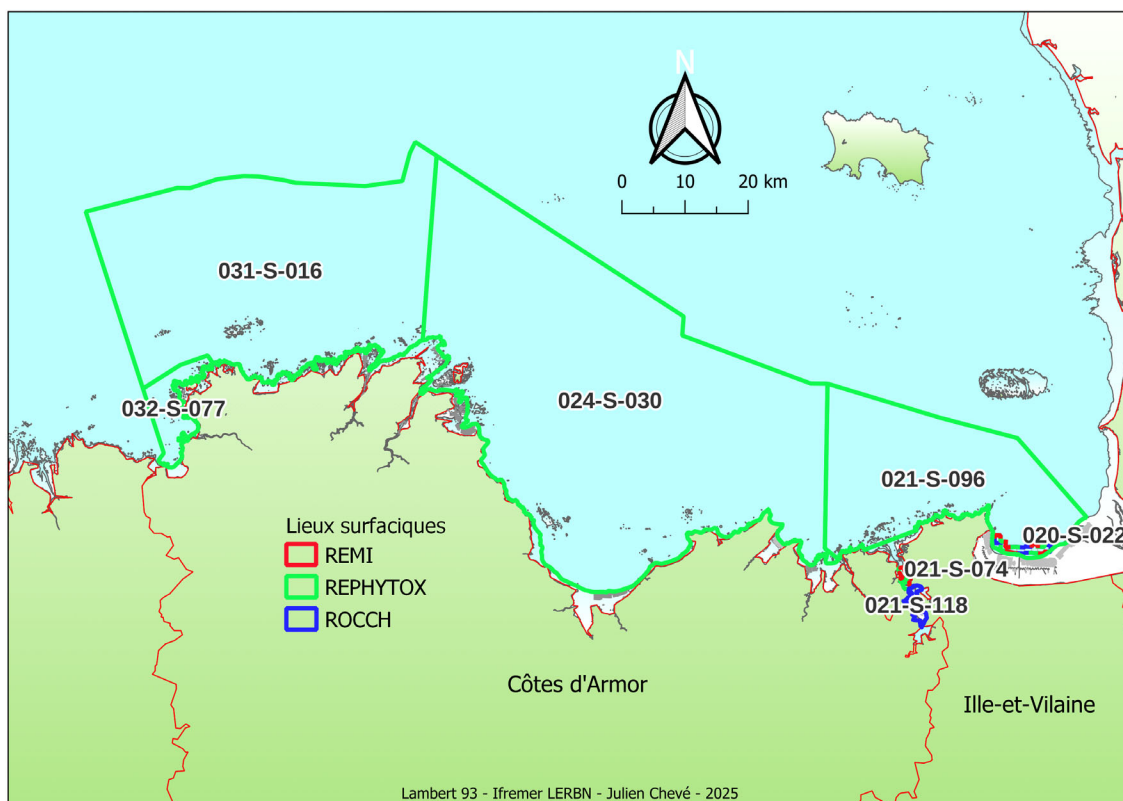 N
0 10 20 km
031-S-016
032-S-077
024-S-030
021-S-096
020-S-022
021-S-074
021-S-118
Lieux surfaciques
REMI
REPHYTOX
ROCCH
Côtes d'Armor
Ille-et-Vilaine
Lambert 93 - Ifremer LERBN - Julien Chevé - 2025